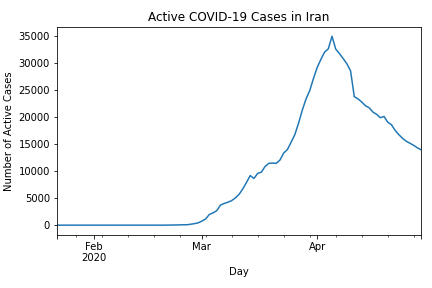 Active COVID-19 Cases in Iran
Number of Active Cases
35000
30000
25000
20000
15000
10000
5000
0
Feb
2020
Mar
Apr
Day